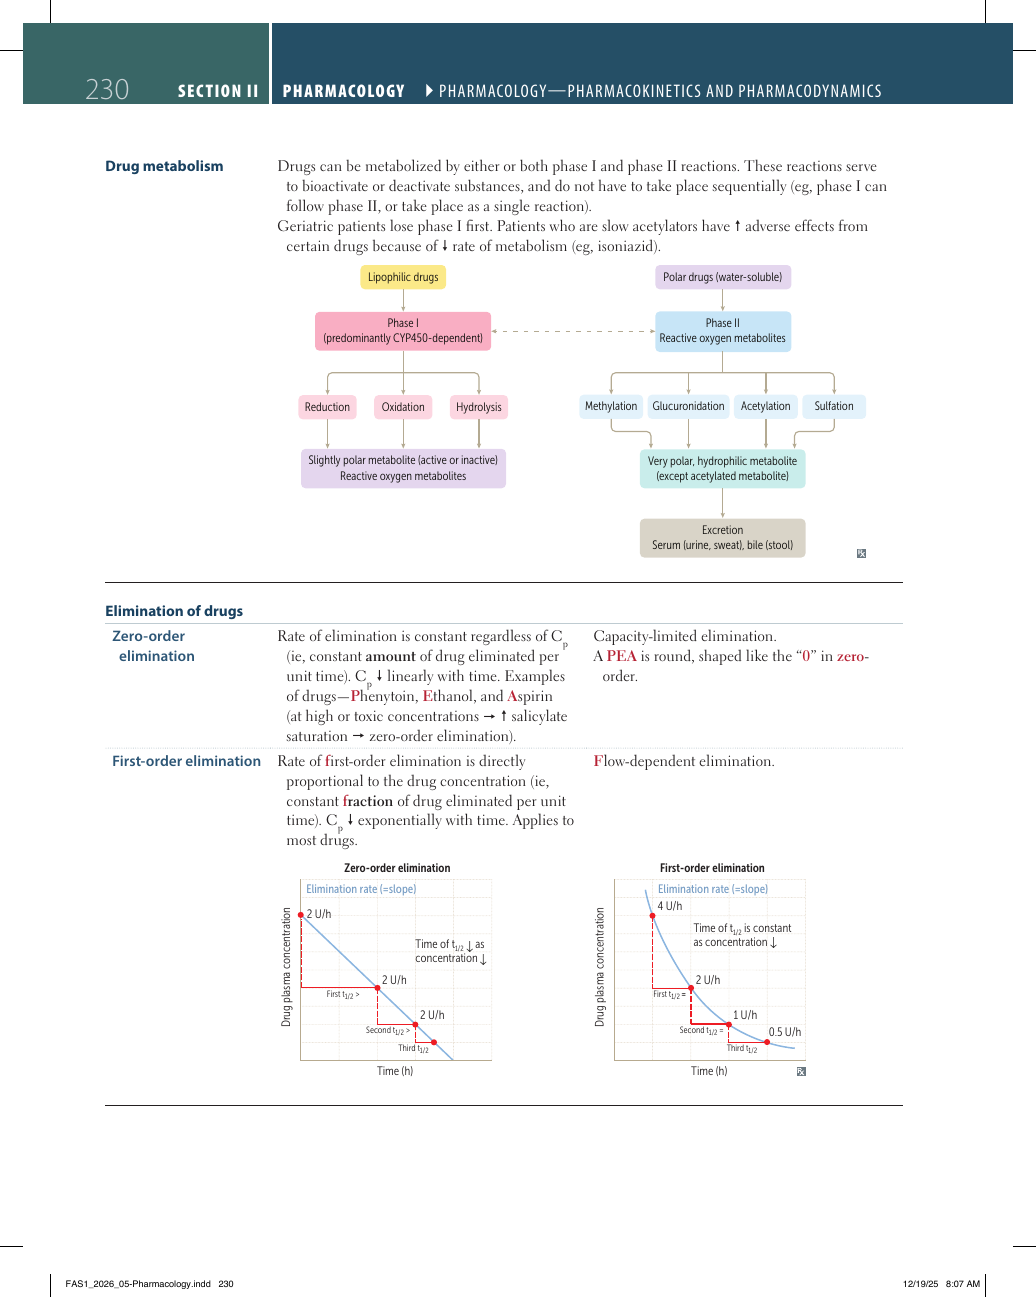 230 SECTION II PHARMACOLOGY ▶ PHARMACOLOGY—PHARMACOKINETICS AND PHARMACODYNAMICS
Drug metabolism
Drugs can be metabolized by either or both phase I and phase II reactions. These reactions serve
to bioactivate or deactivate substances, and do not have to take place sequentially (eg, phase I can
follow phase II, or take place as a single reaction).
Geriatric patients lose phase I first. Patients who are slow acetylators have ↑ adverse effects from
certain drugs because of ↓ rate of metabolism (eg, isoniazid).
Lipophilic drugs
Polar drugs (water-soluble)
Phase I
(predominantly CYP450-dependent)
Phase II
Reactive oxygen metabolites
Reduction
Oxidation
Hydrolysis
Methylation
Glucuronidation
Acetylation
Sulfation
Slightly polar metabolite (active or inactive)
Reactive oxygen metabolites
Very polar, hydrophilic metabolite
(except acetylated metabolite)
Excretion
Serum (urine, sweat), bile (stool)
Elimination of drugs
Zero-order
elimination
Rate of elimination is constant regardless of Cp
(ie, constant amount of drug eliminated per
unit time). Cp ↓ linearly with time. Examples
of drugs—Phenytoin, Ethanol, and Aspirin
(at high or toxic concentrations → ↑ salicylate
saturation → zero-order elimination).
Capacity-limited elimination.
A PEA is round, shaped like the “0” in zero-
order.
First-order elimination
Rate of first-order elimination is directly
proportional to the drug concentration (ie,
constant fraction of drug eliminated per unit
time). Cp ↓ exponentially with time. Applies to
most drugs.
Flow-dependent elimination.
Zero-order elimination
Elimination rate (=slope)
2 U/h
Time of t1/2 ↓ as
concentration ↓
2 U/h
First t1/2 >
2 U/h
Second t1/2 >
Third t1/2
Drug plasma concentration
Time (h)
First-order elimination
Elimination rate (=slope)
4 U/h
Time of t1/2 is constant
as concentration ↓
2 U/h
First t1/2 =
1 U/h
Second t1/2 =
0.5 U/h
Third t1/2
Drug plasma concentration
Time (h)
FAS1_2026_05-Pharmacology.indd 230
12/19/25 8:07 AM